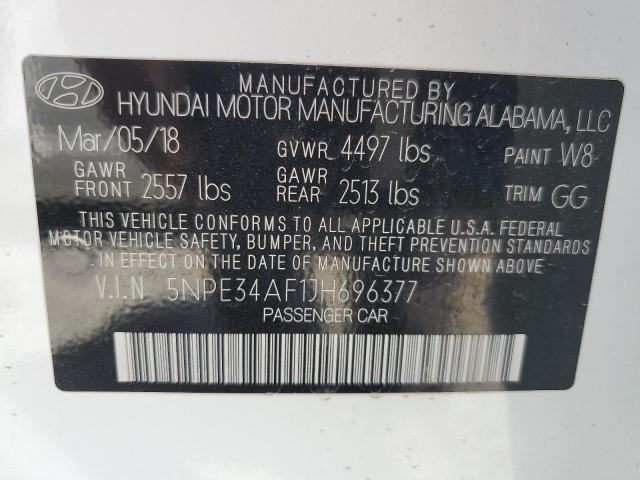 MANUFACTURED BY
HYUNDAI MOTOR MANUFACTURING ALABAMA, LLC
Mar/05/18 GVWR 4497 lbs PAINT W8
GAWR FRONT 2557 lbs GAWR REAR 2513 lbs TRIM GG
THIS VEHICLE CONFORMS TO ALL APPLICABLE U.S.A. FEDERAL
MOTOR VEHICLE SAFETY, BUMPER, AND THEFT PREVENTION STANDARDS
IN EFFECT ON THE DATE OF MANUFACTURE SHOWN ABOVE.
V.I.N 5NPE34AF1JH696377
PASSENGER CAR